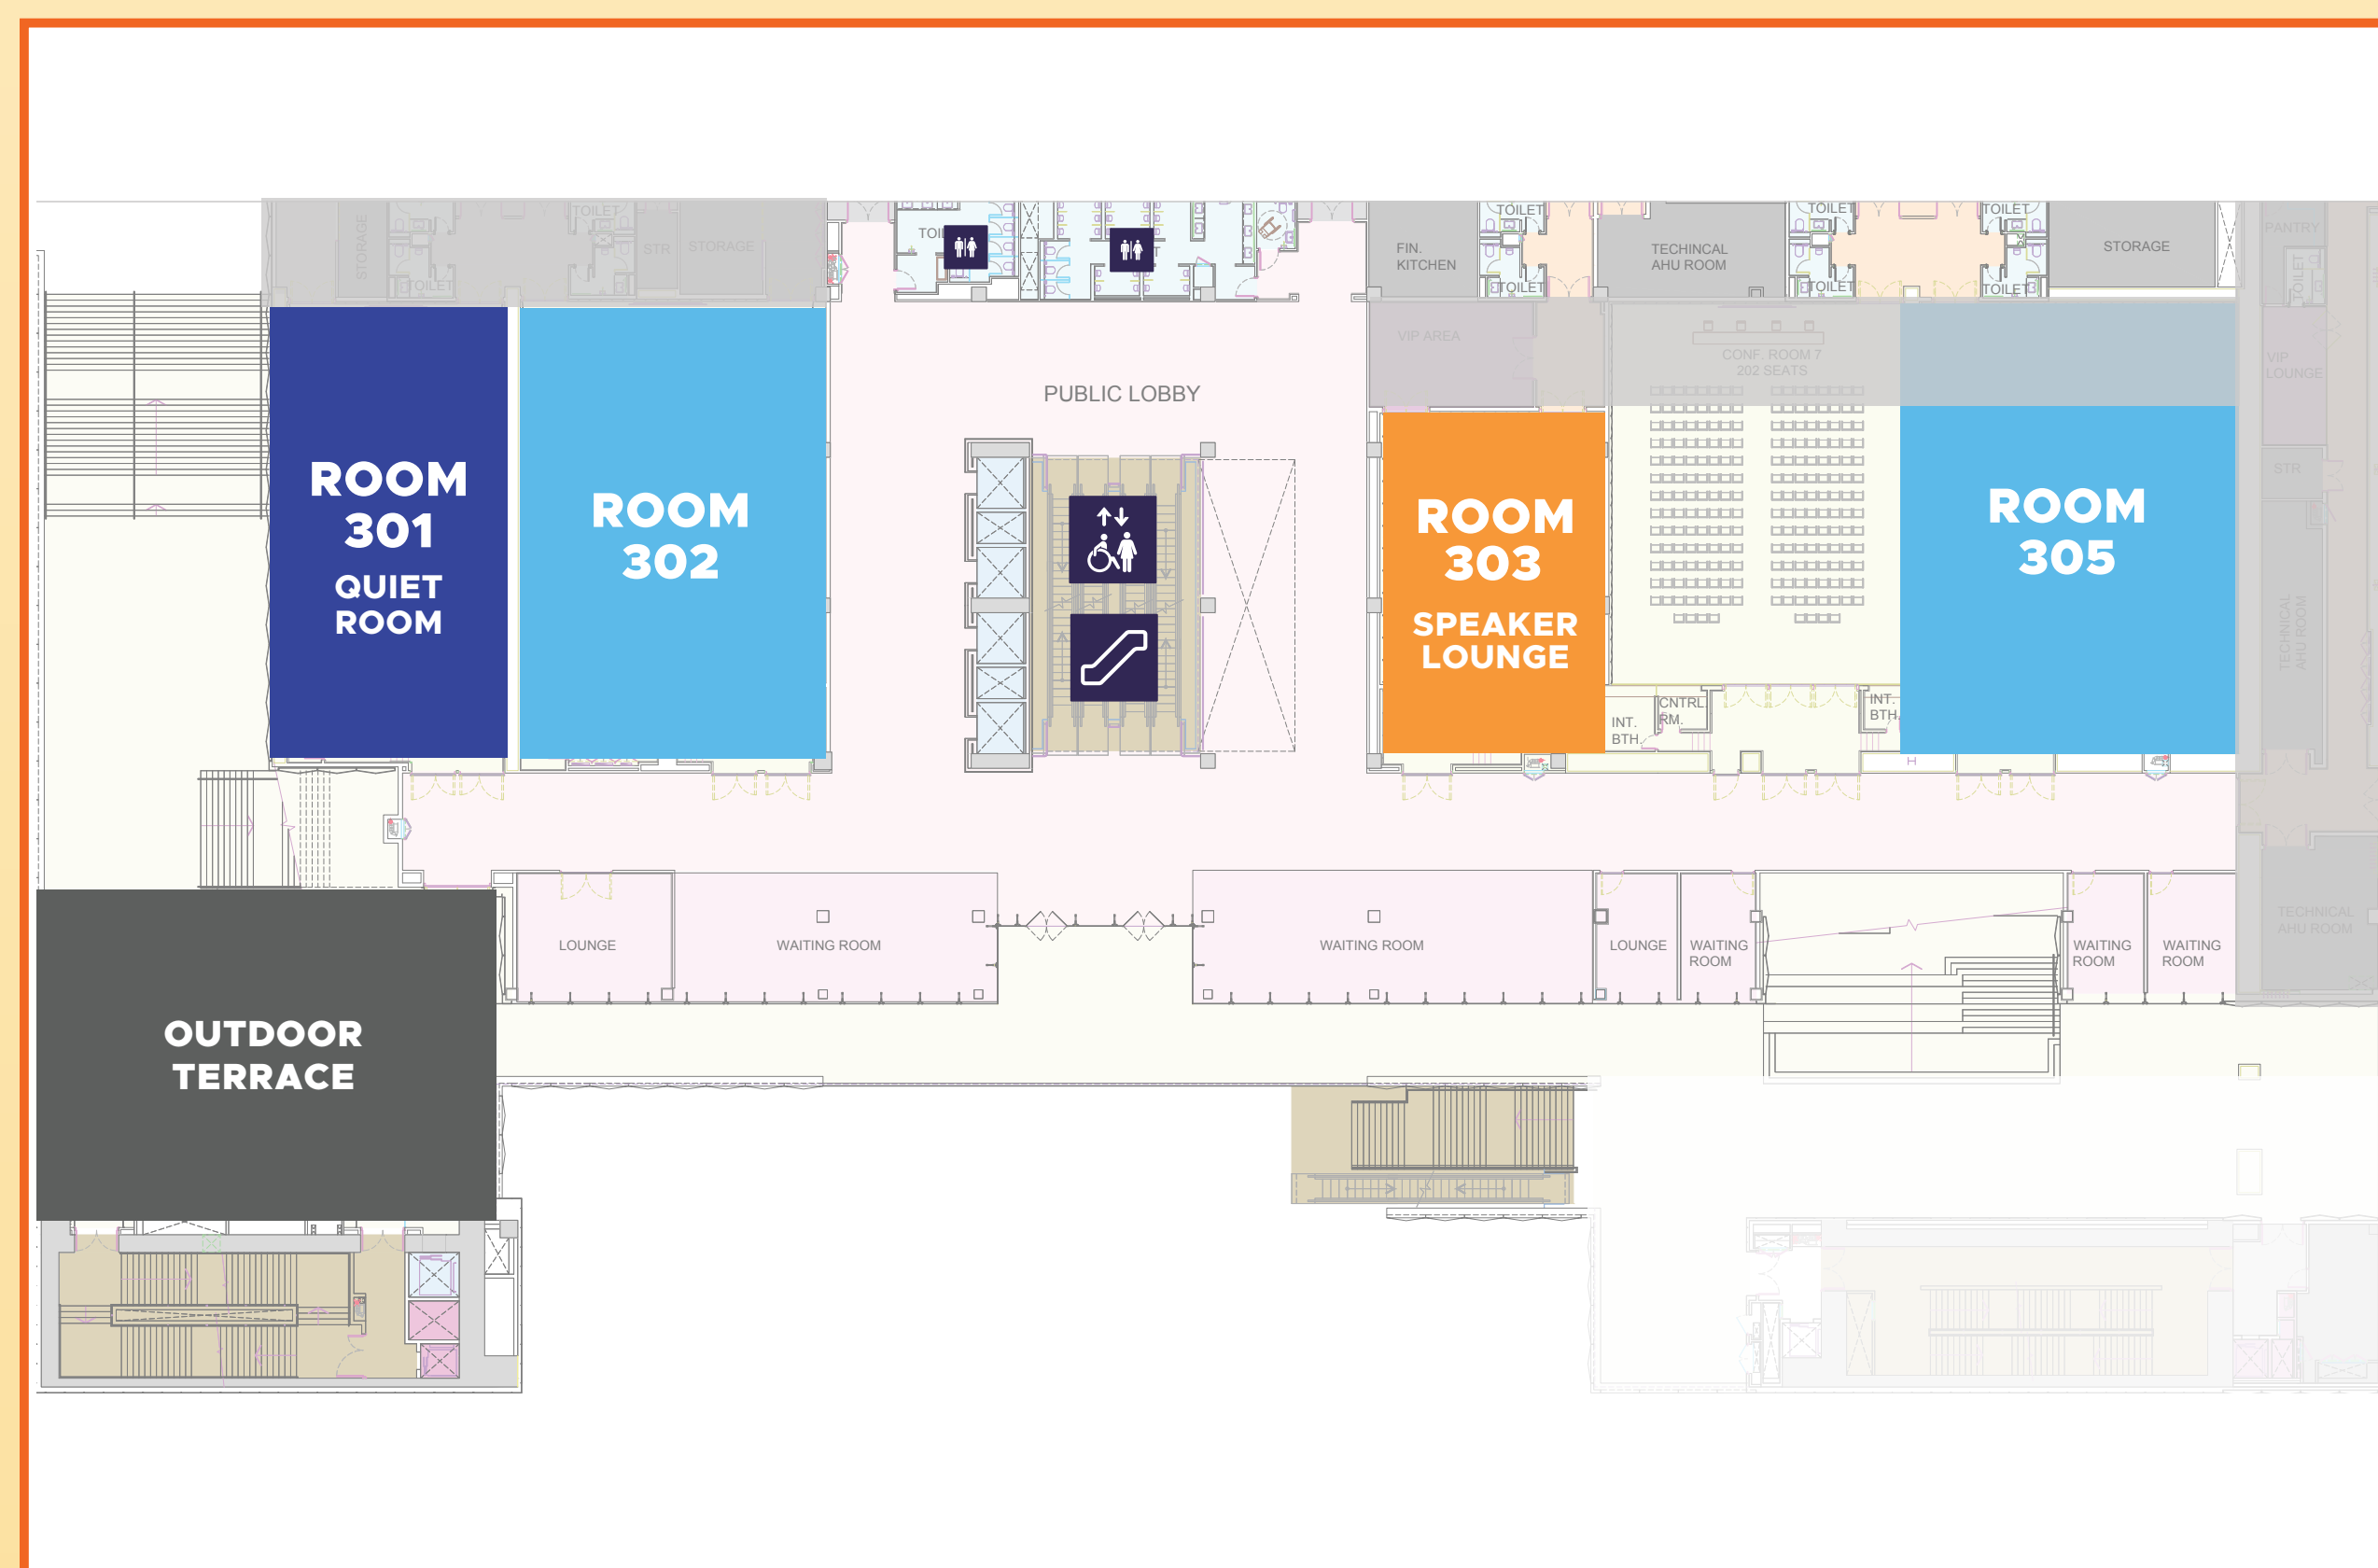 STORAGE
TOILET
TOILET
STR
STORAGE
FIN.
KITCHEN
TOILET
TOILET
TECHINCAL
AHU ROOM
TOILET
TOILET
TOILET
TOILET
STORAGE
PANTRY
TOILET
VIP AREA
CONF. ROOM 7
202 SEATS
VIP
LOUNGE
STR
TECHNICAL
AHU ROOM
PUBLIC LOBBY
ROOM
301
QUIET
ROOM
ROOM
302
ROOM
303
SPEAKER
LOUNGE
ROOM
305
INT.
BTH.
CNTRL.
RM.
INT.
BTH.
LOUNGE
WAITING ROOM
WAITING ROOM
LOUNGE
WAITING
ROOM
WAITING
ROOM
WAITING
ROOM
TECHNICAL
AHU ROOM
OUTDOOR
TERRACE